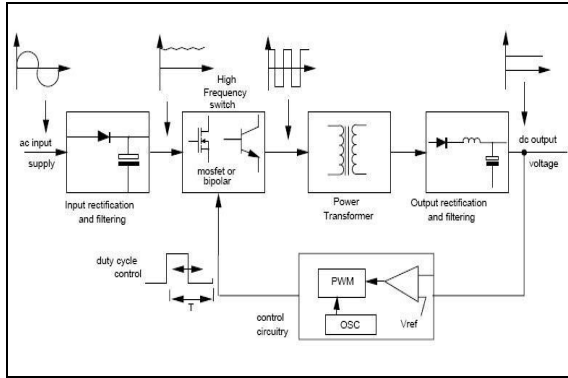 High
Frequency
switch
ac input
supply
mosfet or
bipolar
dc output
voltage
Input rectification
and filtering
Power
Transformer
Output rectification
and filtering
duty cycle
control
T
PWM
OSC
Vref
control
circuitry